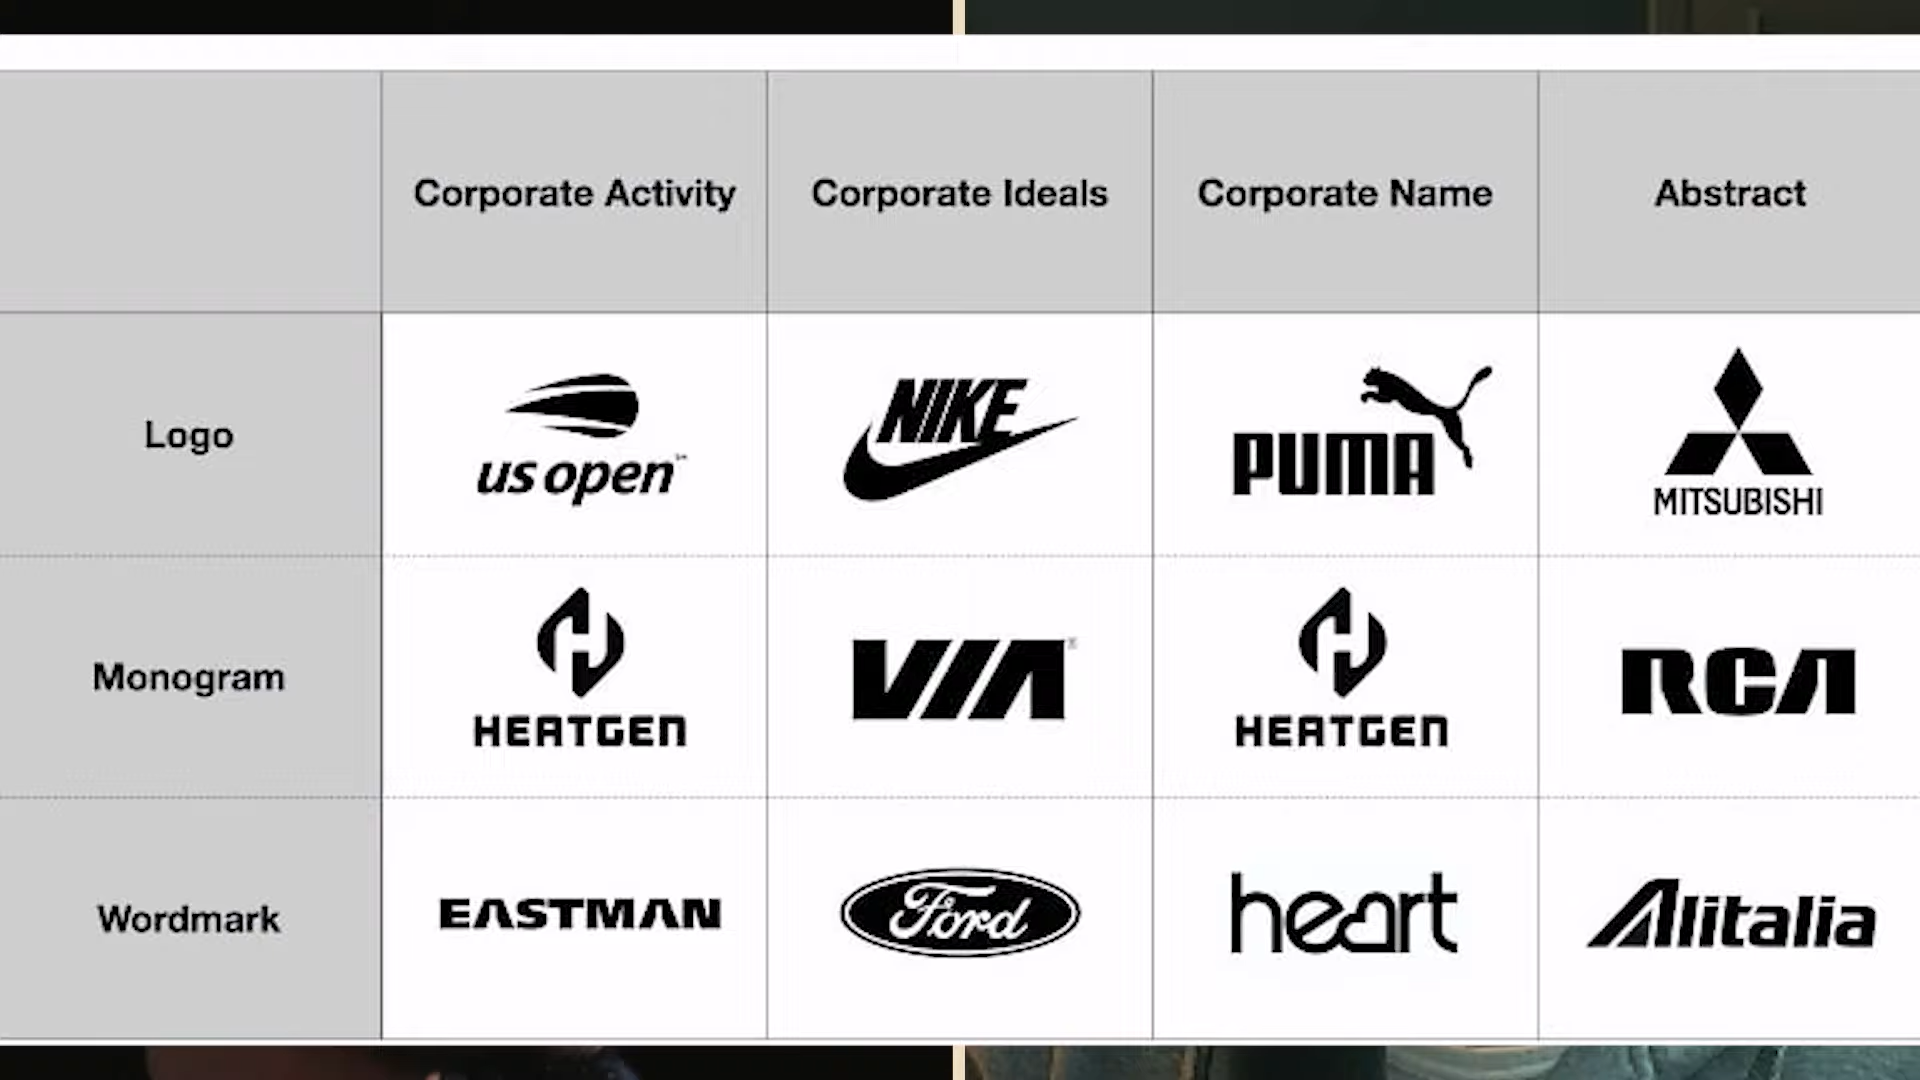 Corporate Activity Corporate Ideals Corporate Name Abstract
Logo
us open™
NIKE
PUMA
MITSUBISHI
Monogram
HEATGEN
VIA®
HEATGEN
RCA
Wordmark
EASTMAN
Ford
heart
Alitalia